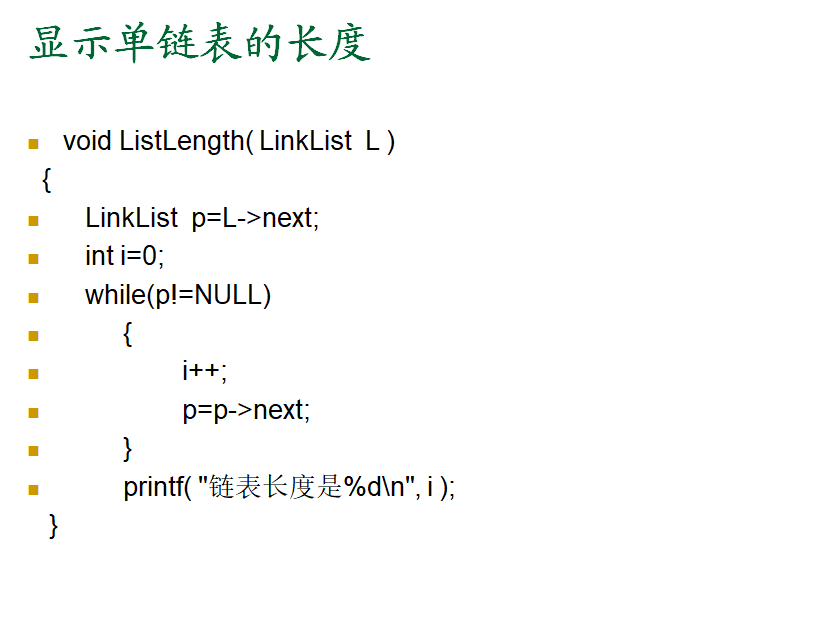 显示单链表的长度
void ListLength( LinkList L )
{
LinkList p=L->next;
int i=0;
while(p!=NULL)
{
i++;
p=p->next;
}
printf( "链表长度是%d\n", i );
}